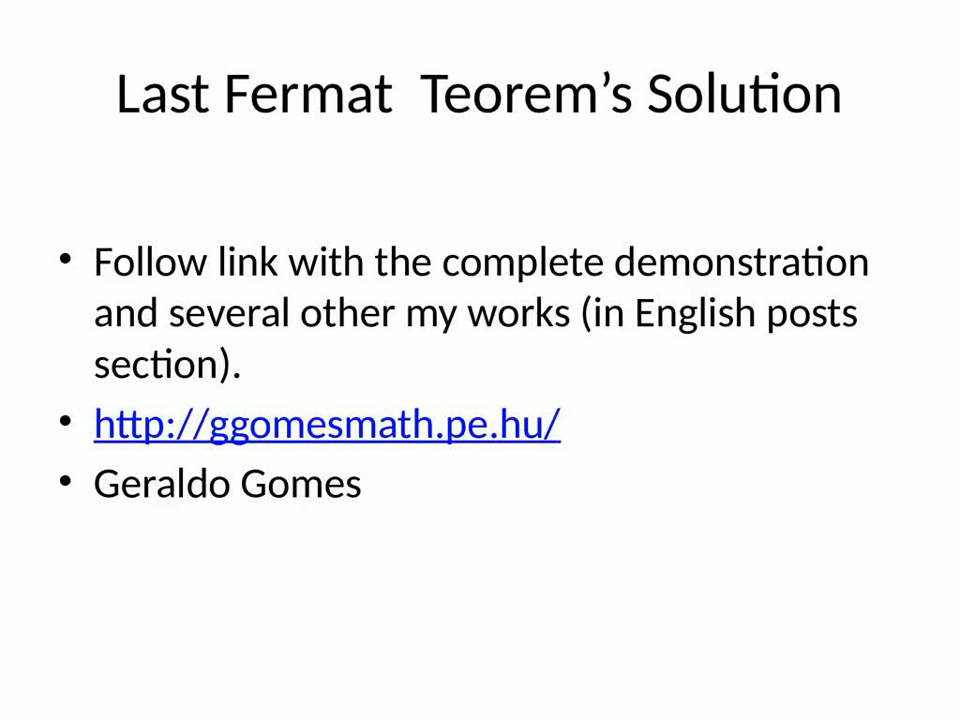 Last Fermat  Teorem’s Solution
• Follow link with the complete demonstration
and several other my works (in English posts
section).
• http://ggomesmath.pe.hu/
• Geraldo Gomes